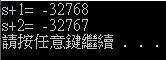 s+1= -32768
s+2= -32767
請按任意鍵繼續 . . .